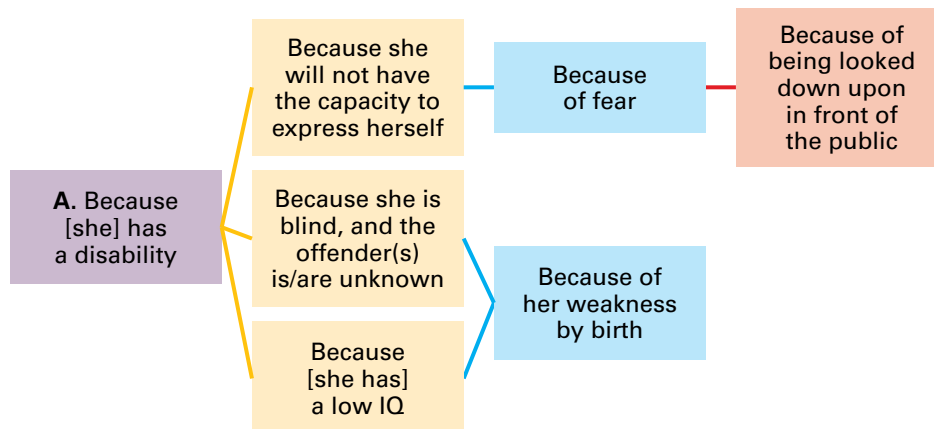 A. Because
[she] has
a disability
Because she
will not have
the capacity to
express herself
Because of fear
Because of
being looked
down upon
in front of
the public
Because she is
blind, and the
offender(s)
is/are unknown
Because
[she has]
a low IQ
Because of
her weakness
by birth